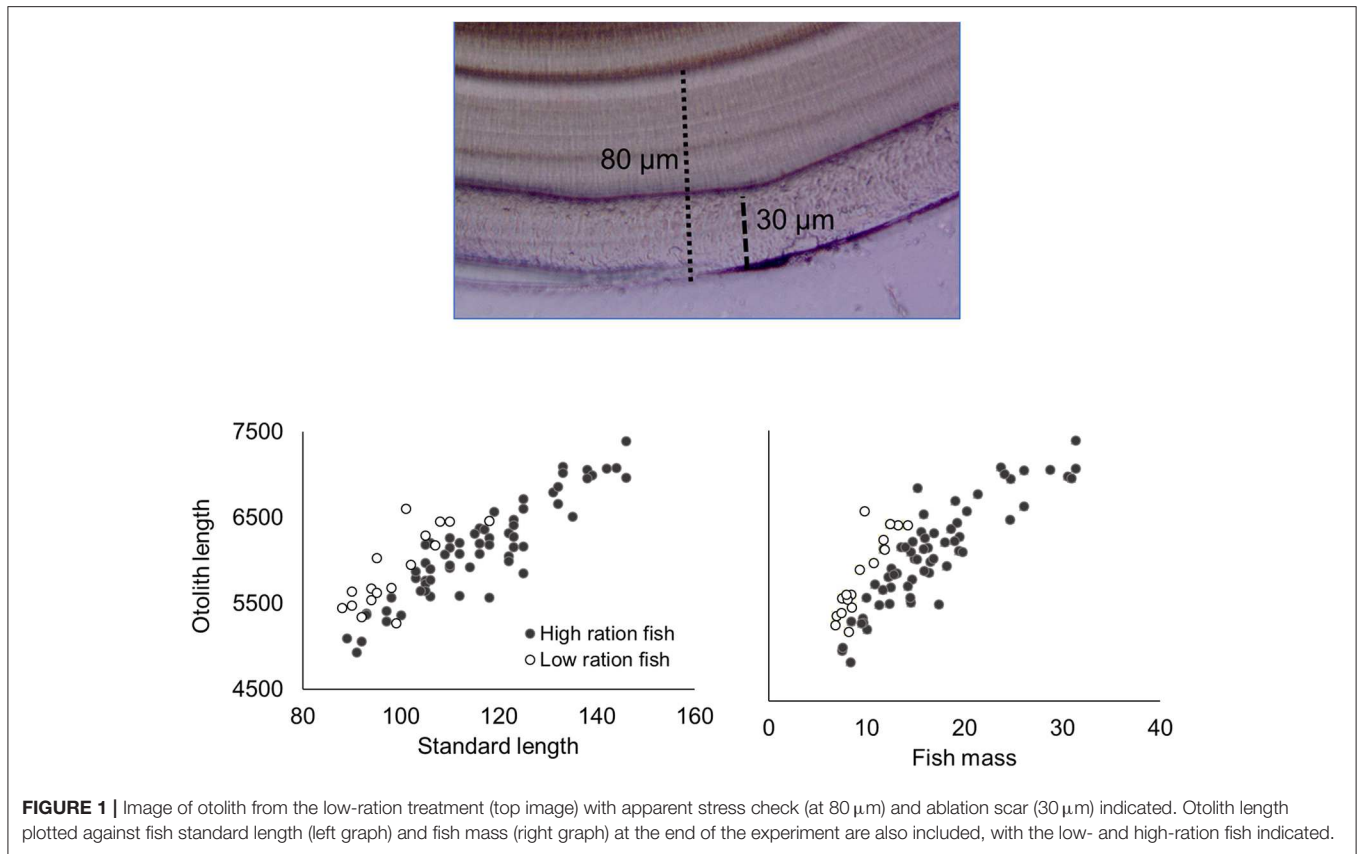 80 µm
30 µm
7500
6500
5500
4500
Otolith length
High ration fish
Low ration fish
80 100 120 140 160
Standard length
0 10 20 30 40
Fish mass
FIGURE 1 | Image of otolith from the low-ration treatment (top image) with apparent stress check (at 80 µm) and ablation scar (30 µm) indicated. Otolith length
plotted against fish standard length (left graph) and fish mass (right graph) at the end of the experiment are also included, with the low- and high-ration fish indicated.